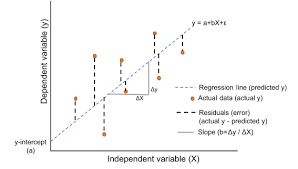 y = a+bX+ε
Dependent variable (y)
Δy
ΔX
Regression line (predicted y)
Actual data (actual y)
Residuals (error)
(actual y - predicted y)
Slope (b=Δy / ΔX)
y-intercept
(a)
Independent variable (X)